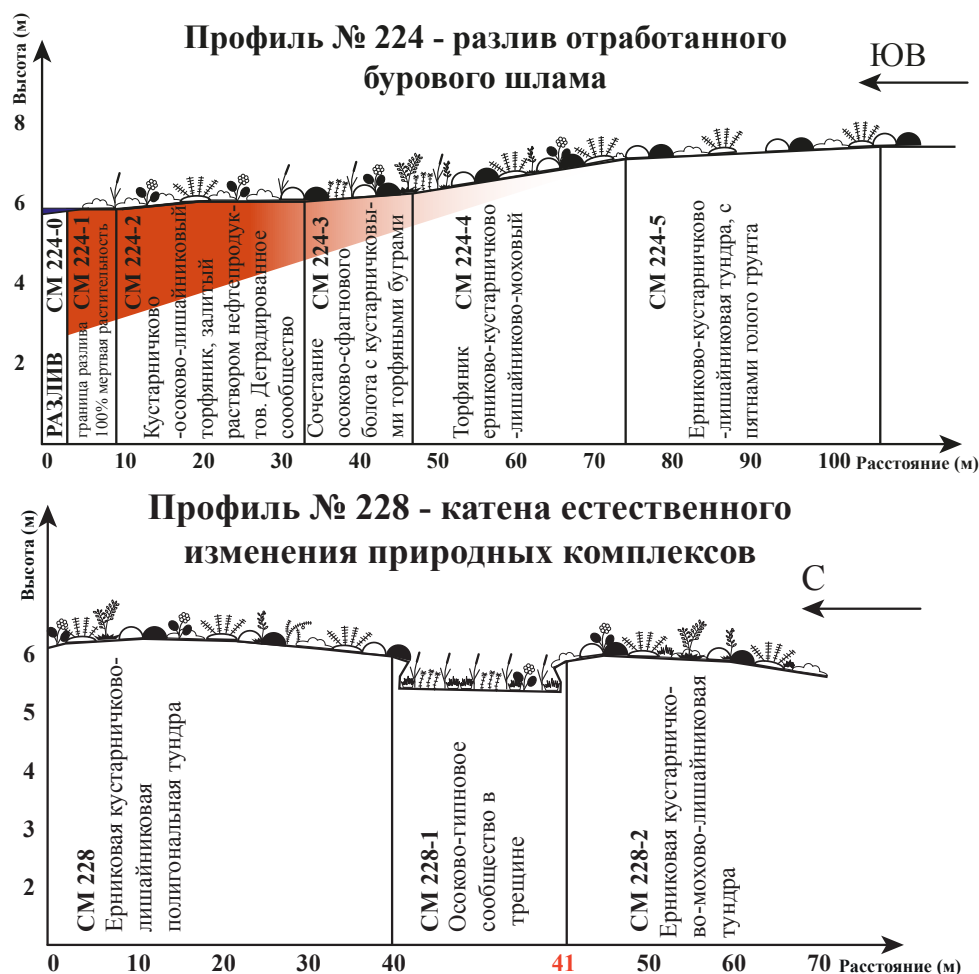 Профиль № 224 - разлив отработанного
бурового шлама
ЮВ
Высота (м)
8
6
4
2
РАЗЛИВ СМ 224-0
СМ 224-1
граница разлива
100% мертвая растительность
СМ 224-2
Кустарничково
-осоково-лишайниковый
торфяник, залитый
раствором нефтепродук-
тов. Деградированное
соообщество
СМ 224-3
Сочетание
осоково-сфагнового
болота с кустарничковы-
ми торфяными буграми
СМ 224-4
Торфяник
ерниково-кустарничково
-лишайниково-моховый
СМ 224-5
Ерниково-кустарничково
-лишайниковая тундра, с
пятнами голого грунта
0 10 20 30 40 50 60 70 80 90 100 Расстояние (м)
Профиль № 228 - катена естественного
изменения природных комплексов
С
Высота (м)
6
5
4
3
2
СМ 228
Ерниковая кустарничково-
лишайниковая
полигональная тундра
СМ 228-1
Осоково-гипновое
сообщество в
трещине
СМ 228-2
Ерниковая кустарничко-
во-мохово-лишайниковая
тундра
0 10 20 30 40 41 50 60 70 Расстояние (м)